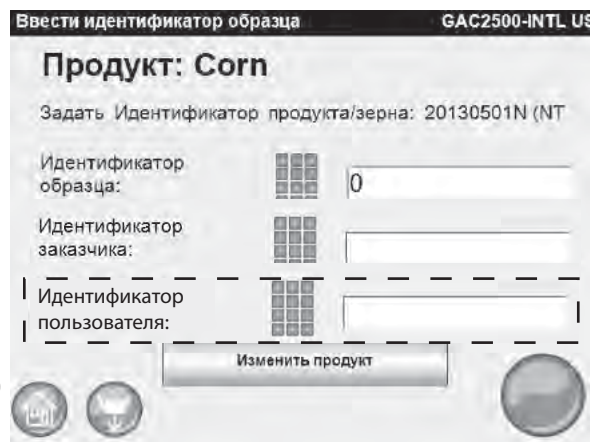 Ввести идентификатор образца GAC2500-INTL US
Продукт: Corn
Задать Идентификатор продукта/зерна: 20130501N (NT
Идентификатор
образца:
0
Идентификатор
заказчика:
Идентификатор
пользователя:
Изменить продукт